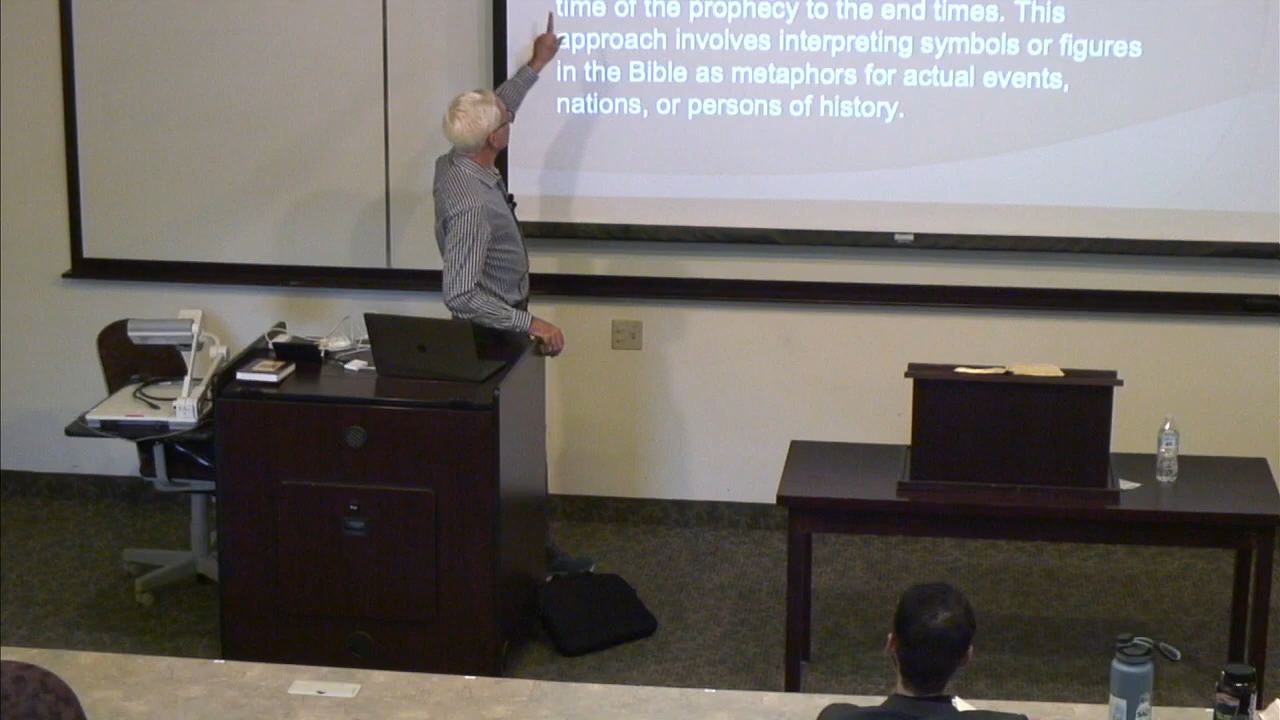 time of the prophecy to the end times. This
approach involves interpreting symbols or figures
in the Bible as metaphors for actual events,
nations, or persons of history.